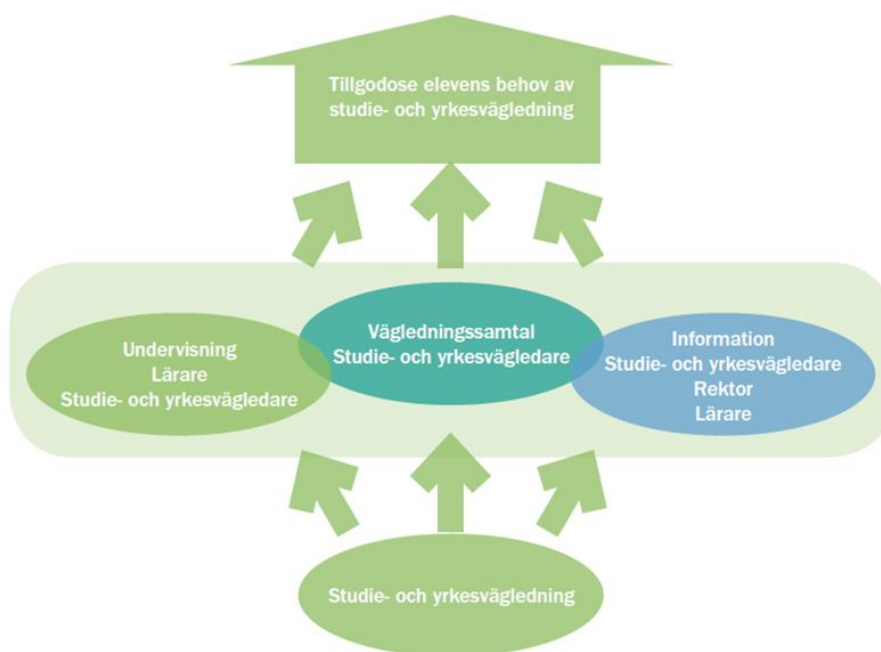 Tillgodose elevens behov av
studie- och yrkesvägledning
Undervisning
Lärare
Studie- och yrkesvägledare
Vägledningssamtal
Studie- och yrkesvägledare
Information
Studie- och yrkesvägledare
Rektor
Lärare
Studie- och yrkesvägledning